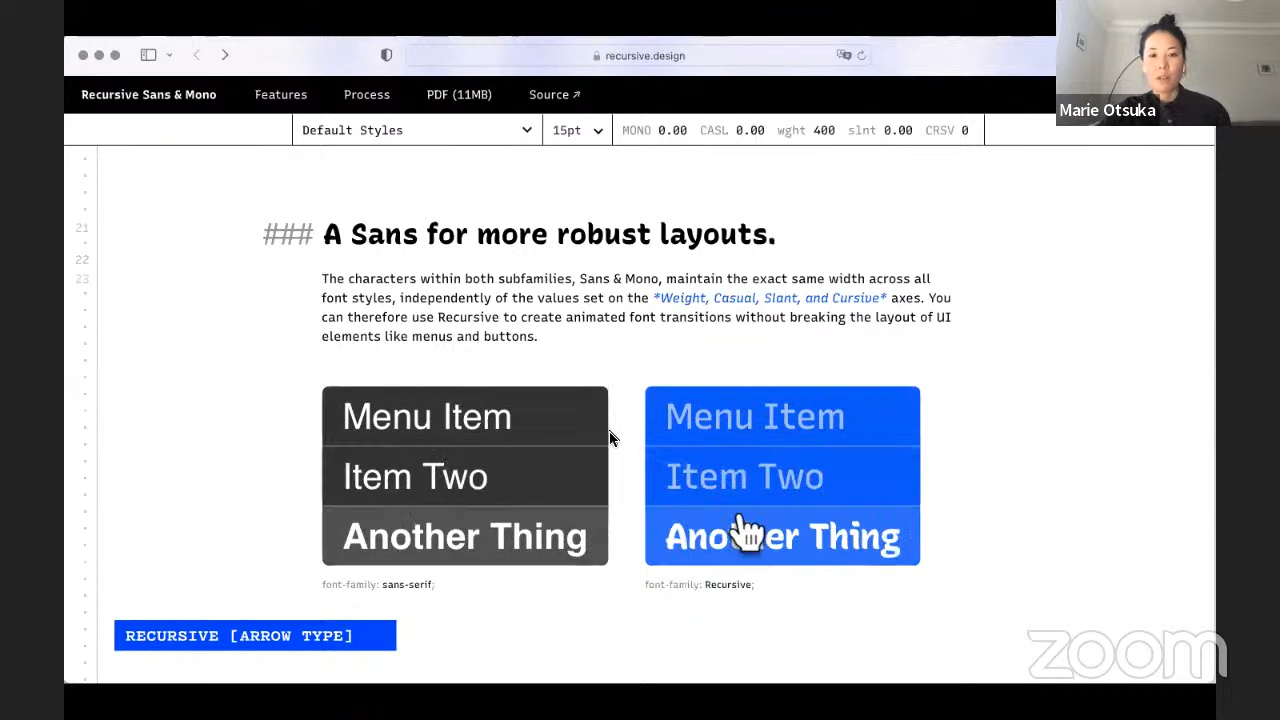 recursive.design
Marie Otsuka
Recursive Sans & Mono Features Process PDF (11MB) Source ↗
Default Styles 15pt MONO 0.00 CASL 0.00 wght 400 slnt 0.00 CRSV 0
21
22
23
### A Sans for more robust layouts.
The characters within both subfamilies, Sans & Mono, maintain the exact same width across all
font styles, independently of the values set on the *Weight, Casual, Slant, and Cursive* axes. You
can therefore use Recursive to create animated font transitions without breaking the layout of UI
elements like menus and buttons.
Menu Item
Item Two
Another Thing
font-family: sans-serif;
Menu Item
Item Two
Another Thing
font-family: Recursive;
RECURSIVE [ARROW TYPE]
zoom